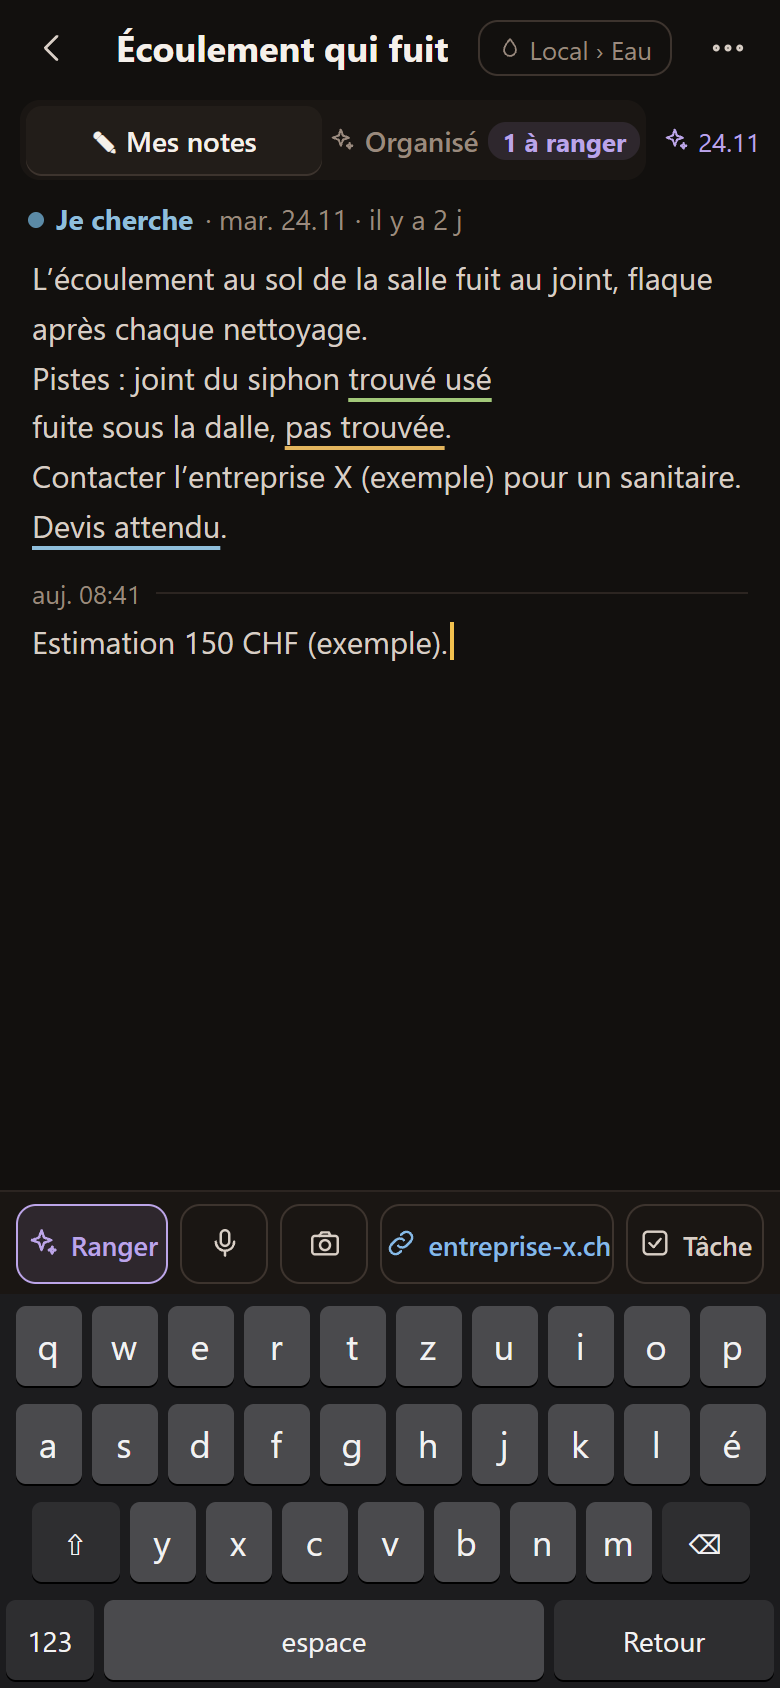 Écoulement qui fuit
Local › Eau
Mes notes
Organisé
1 à ranger
24.11
Je cherche · mar. 24.11 · il y a 2 j
L’écoulement au sol de la salle fuit au joint, flaque
après chaque nettoyage.
Pistes : joint du siphon trouvé usé
fuite sous la dalle, pas trouvée.
Contacter l’entreprise X (exemple) pour un sanitaire.
Devis attendu.
auj. 08:41
Estimation 150 CHF (exemple).
Ranger
entreprise-x.ch
Tâche
q w e r t z u i o p
a s d f g h j k l é
⇧ y x c v b n m ⌫
123 espace Retour